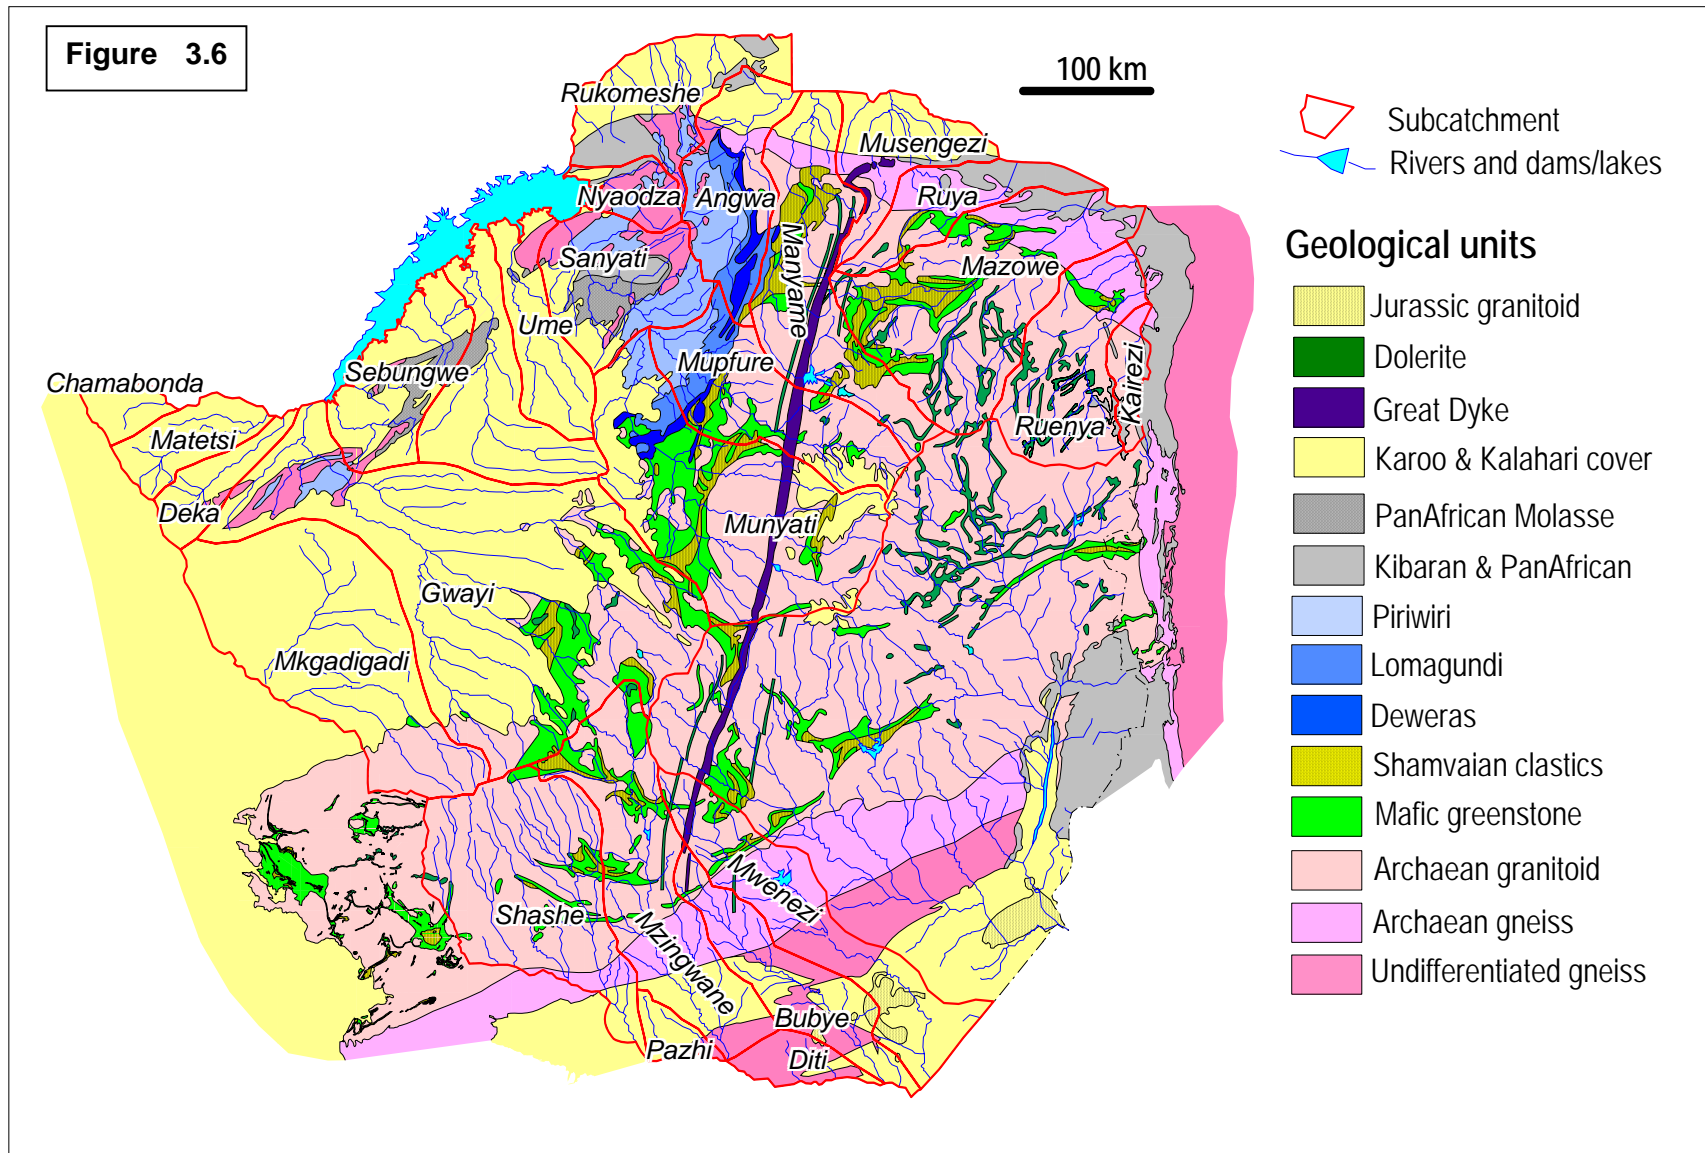 Figure 3.6
100 km
Subcatchment
Rivers and dams/lakes
Geological units
Jurassic granitoid
Dolerite
Great Dyke
Karoo & Kalahari cover
PanAfrican Molasse
Kibaran & PanAfrican
Piriwiri
Lomagundi
Deweras
Shamvaian clastics
Mafic greenstone
Archaean granitoid
Archaean gneiss
Undifferentiated gneiss
Rukomeshe
Musengezi
Nyaodza
Angwa
Ruya
Manyame
Sanyati
Mazowe
Ume
Mupfure
Kairezi
Sebungwe
Chamabonda
Matetsi
Ruenya
Deka
Munyati
Gwayi
Mkgadigadi
Mwenezi
Shashe
Mzingwane
Bubye
Pazhi
Diti